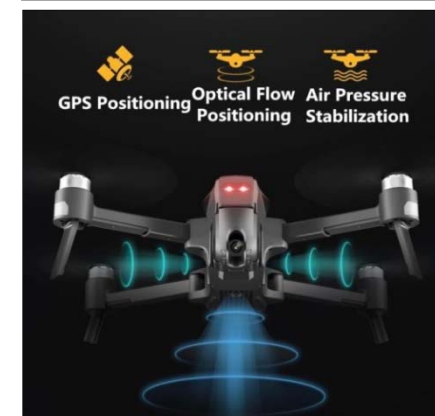 GPS Positioning
Optical Flow
Positioning
Air Pressure
Stabilization